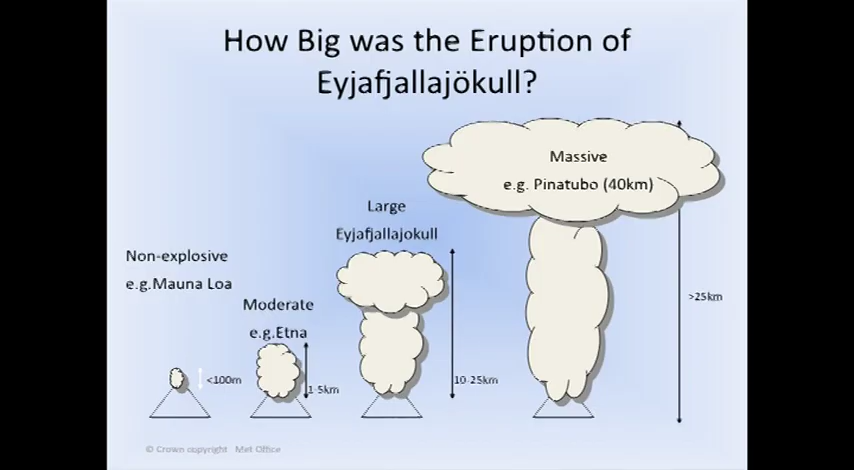 How Big was the Eruption of
Eyjafjallajökull?
Massive
e.g. Pinatubo (40km)
Large
Eyjafjallajokull
Non-explosive
e.g.Mauna Loa
Moderate
e.g.Etna
>25km
<100m
1-5km
10-25km
© Crown copyright Met Office